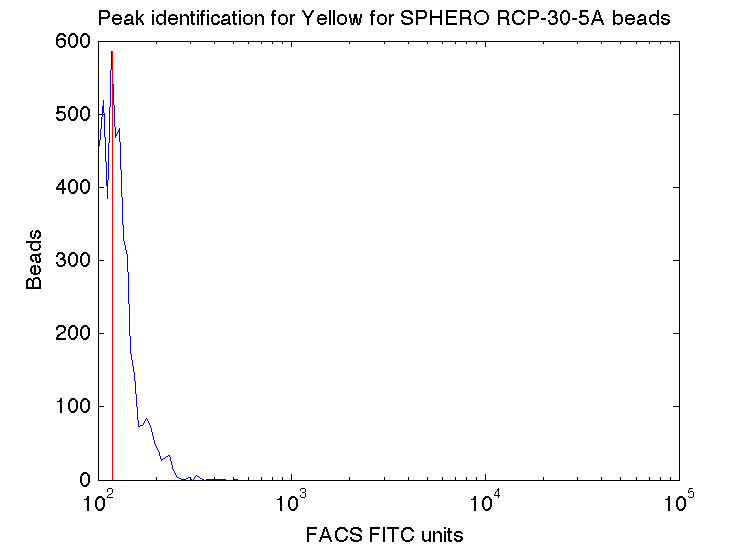 Peak identification for Yellow for SPHERO RCP-30-5A beads
600
500
400
300
200
100
0
Beads
10^2 10^3 10^4 10^5
FACS FITC units